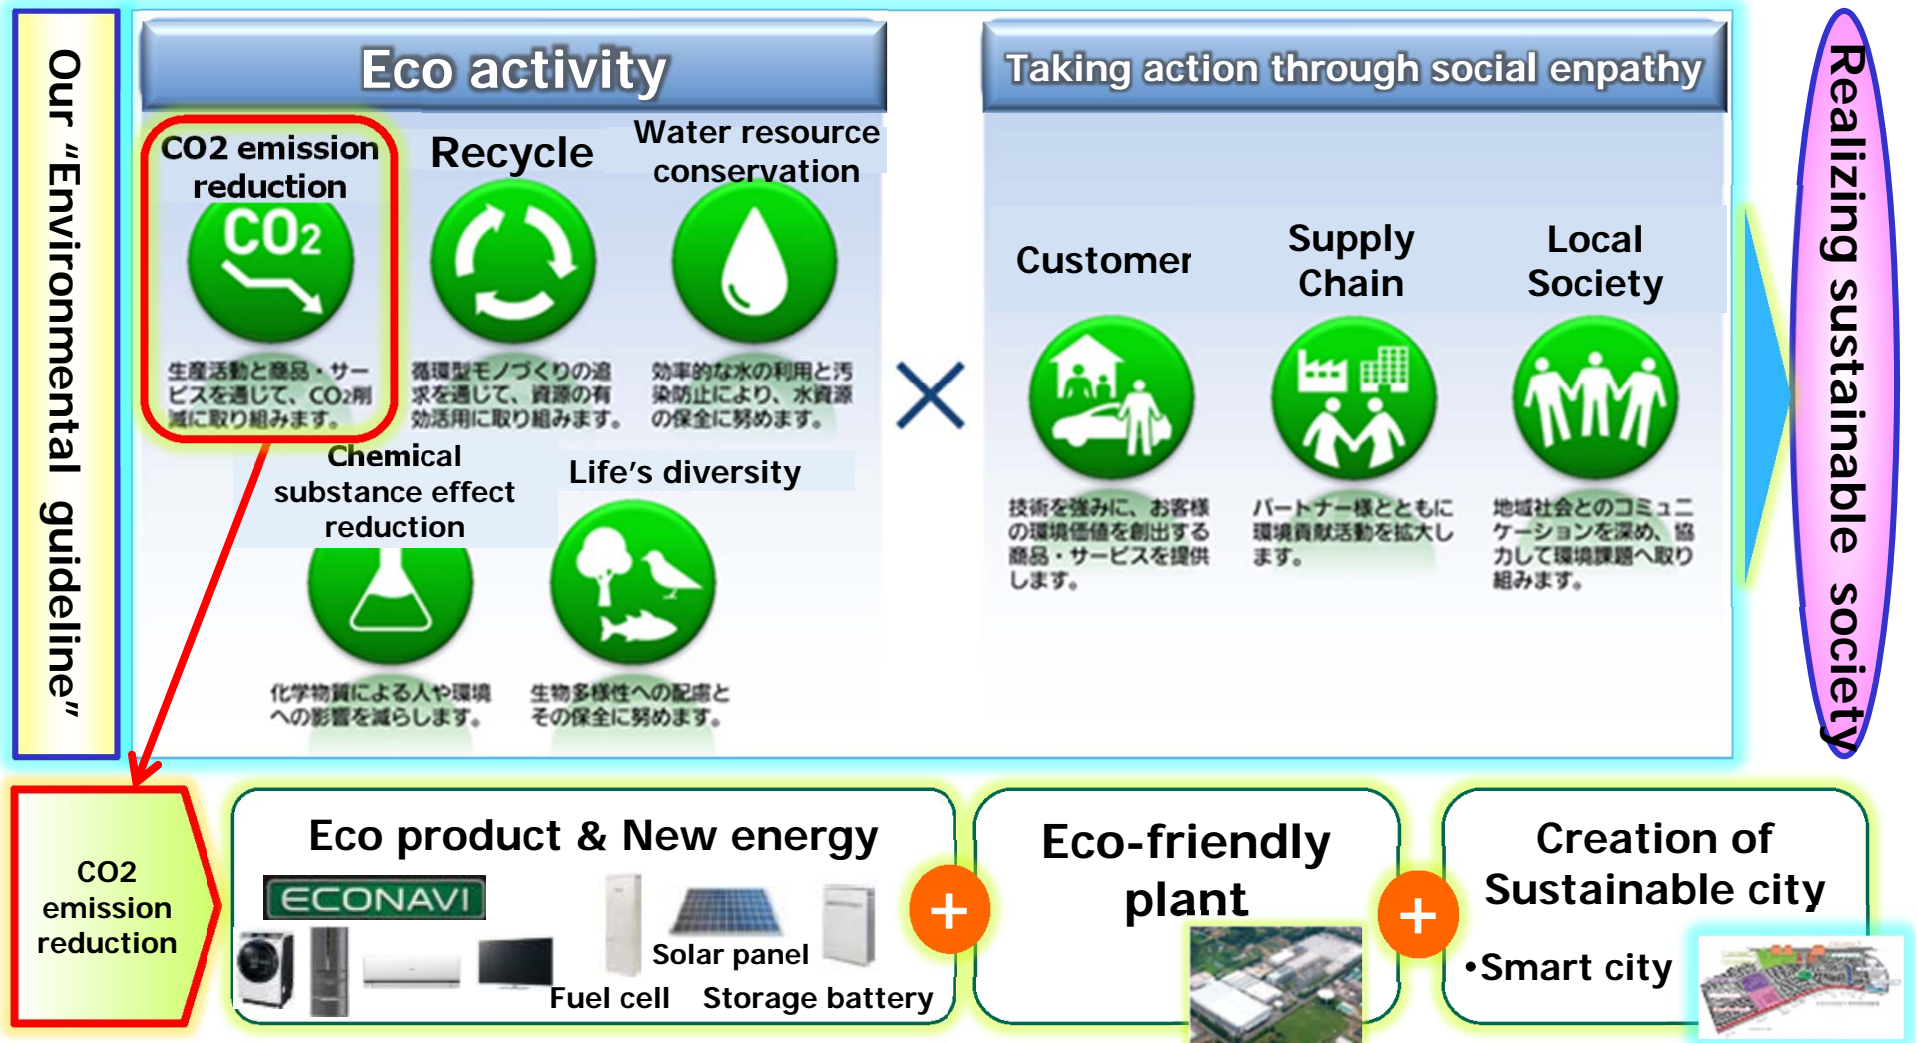 Our "Environmental guideline"
Eco activity
CO2 emission
reduction
CO2
生産活動と商品・サー
ビスを通じて、CO2削
減に取り組みます。
Recycle
循環型モノづくりの追
求を通じて、資源の有
効活用に取り組みます。
Water resource
conservation
効率的な水の利用と汚
染防止により、水資源
の保全に努めます。
Chemical
substance effect
reduction
化学物質による人や環境
への影響を減らします。
Life's diversity
生物多様性への配慮と
その保全に努めます。
×
Taking action through social enpathy
Customer
技術を強みに、お客様
の環境価値を創出する
商品・サービスを提供
します。
Supply
Chain
パートナー様とともに
環境貢献活動を拡大し
ます。
Local
Society
地域社会とのコミュニ
ケーションを深め、協
力して環境課題へ取り
組みます。
Realizing sustainable society
CO2
emission
reduction
Eco product & New energy
ECONAVI
Solar panel
Fuel cell
Storage battery
+
Eco-friendly
plant
+
Creation of
Sustainable city
•Smart city